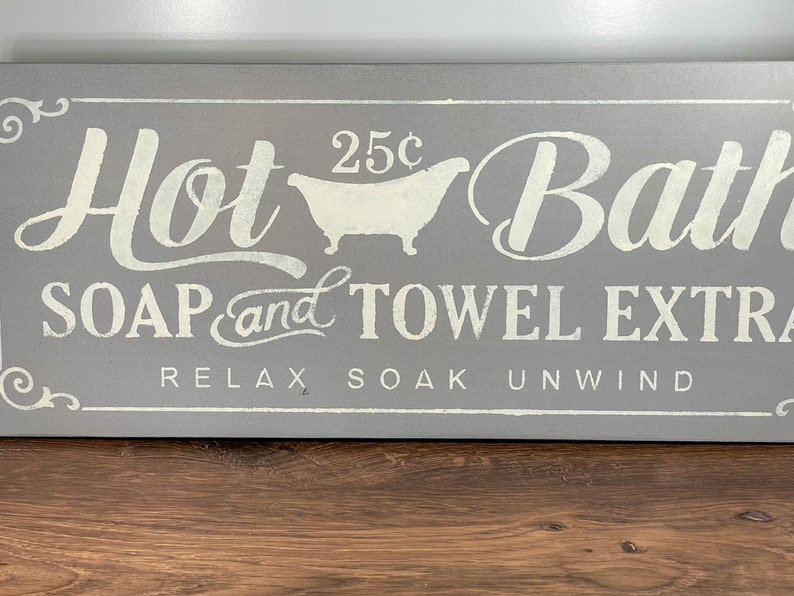 Hot 25¢ Bath
SOAP and TOWEL EXTRA
RELAX SOAK UNWIND